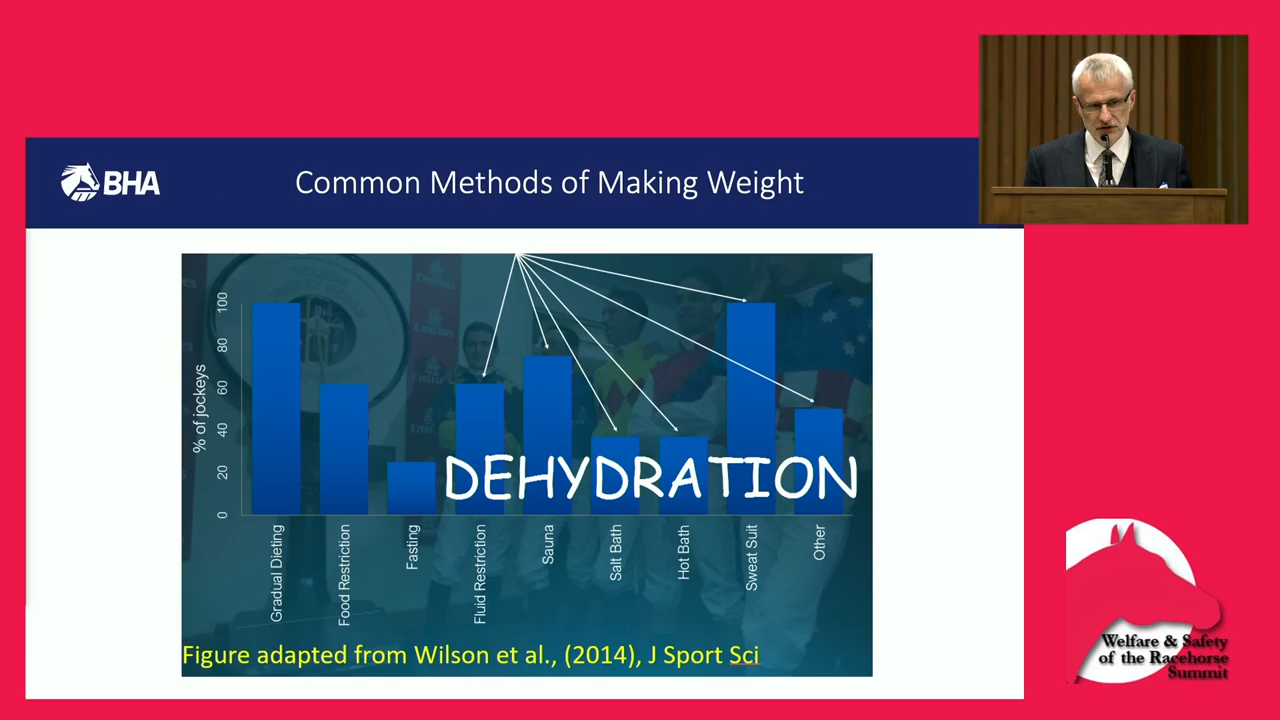 BHA
Common Methods of Making Weight
% of jockeys
100
80
60
40
20
0
DEHYDRATION
Gradual Dieting
Food Restriction
Fasting
Fluid Restriction
Sauna
Salt Bath
Hot Bath
Sweat Suit
Other
Figure adapted from Wilson et al., (2014), J Sport Sci
Welfare & Safety
of the Racehorse
Summit